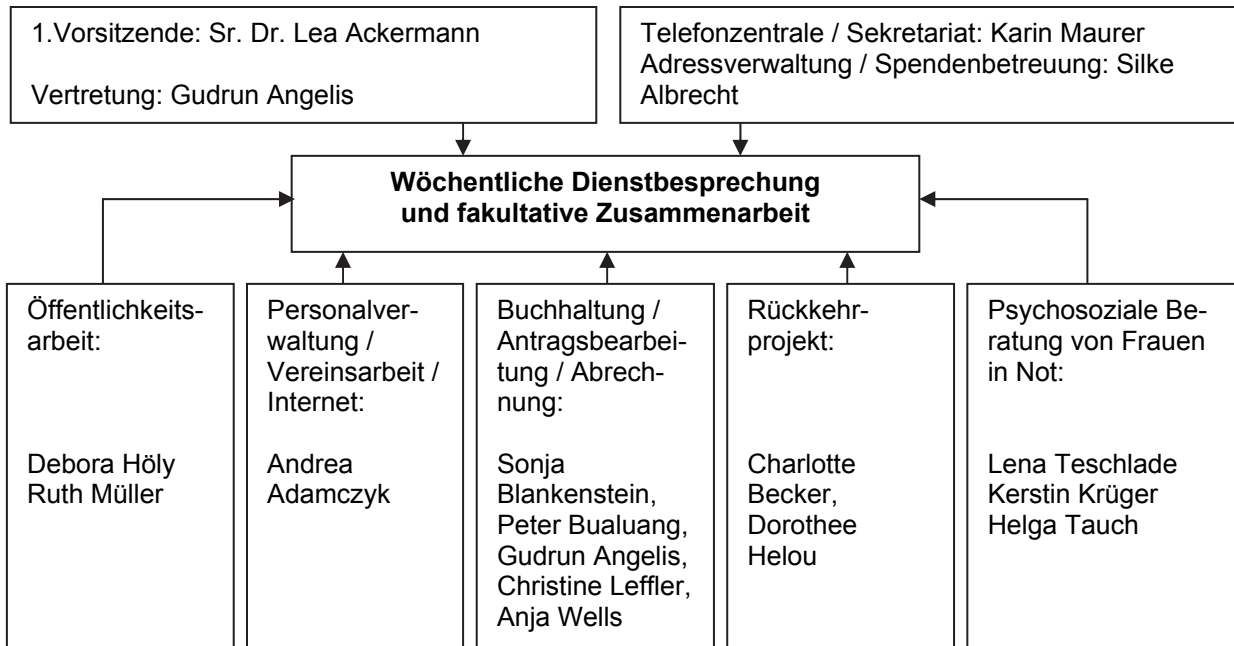 1.Vorsitzende: Sr. Dr. Lea Ackermann
Vertretung: Gudrun Angelis
Telefonzentrale / Sekretariat: Karin Maurer
Adressverwaltung / Spendenbetreuung: Silke
Albrecht
Wöchentliche Dienstbesprechung
und fakultative Zusammenarbeit
Öffentlichkeits-
arbeit:
Debora Höly
Ruth Müller
Personalver-
waltung /
Vereinsarbeit /
Internet:
Andrea
Adamczyk
Buchhaltung /
Antragsbearbei-
tung / Abrech-
nung:
Sonja
Blankenstein,
Peter Bualuang,
Gudrun Angelis,
Christine Leffler,
Anja Wells
Rückkehr-
projekt:
Charlotte
Becker,
Dorothee
Helou
Psychosoziale Be-
ratung von Frauen
in Not:
Lena Teschlade
Kerstin Krüger
Helga Tauch